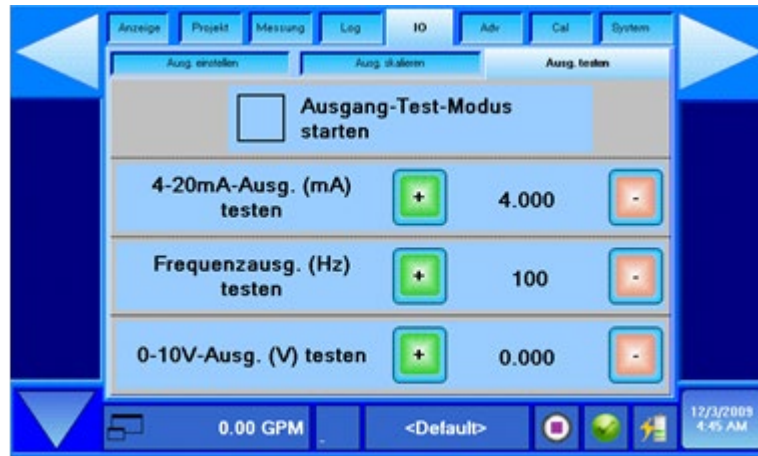 Anzeige Projekt Messung Log IO Adv Cal System
Ausg. einstellen Ausg. skalieren Ausg. testen
Ausgang-Test-Modus
starten
4-20mA-Ausg. (mA)
testen
+ 4.000 -
Frequenzausg. (Hz)
testen
+ 100 -
0-10V-Ausg. (V) testen + 0.000 -
0.00 GPM _ <Default>
12/3/2009
4:45 AM